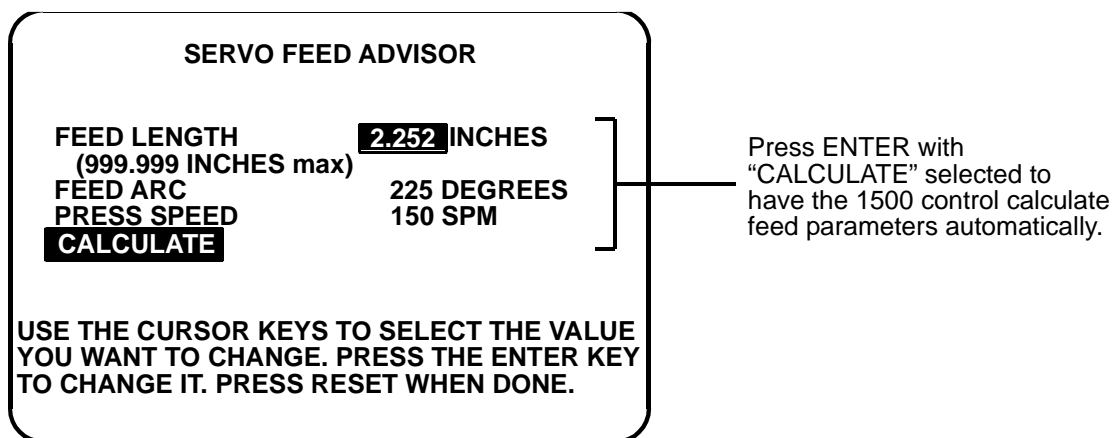 SERVO FEED ADVISOR
FEED LENGTH 2.252 INCHES
(999.999 INCHES max)
FEED ARC 225 DEGREES
PRESS SPEED 150 SPM
CALCULATE
USE THE CURSOR KEYS TO SELECT THE VALUE
YOU WANT TO CHANGE. PRESS THE ENTER KEY
TO CHANGE IT. PRESS RESET WHEN DONE.
Press ENTER with
“CALCULATE” selected to
have the 1500 control calculate
feed parameters automatically.